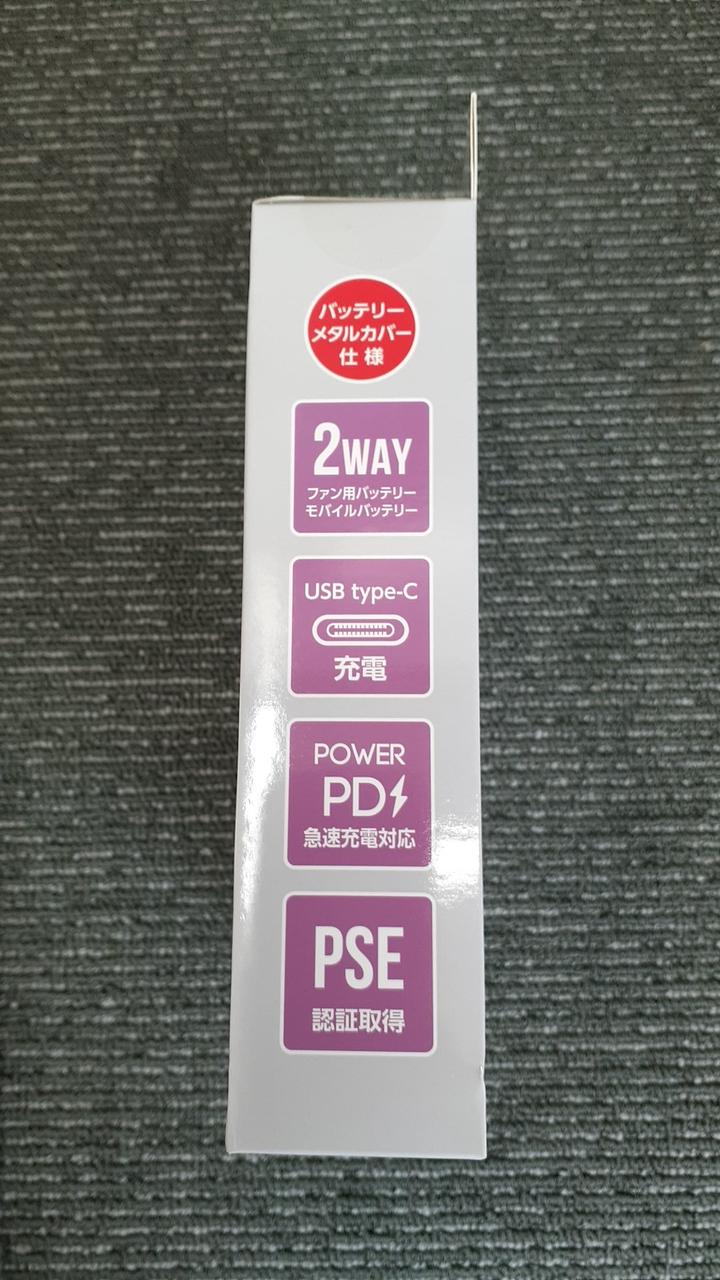 バッテリー
メタルカバー
仕様
2WAY
ファン用バッテリー
モバイルバッテリー
USB type-C
充電
POWER
PD
急速充電対応
PSE
認証取得